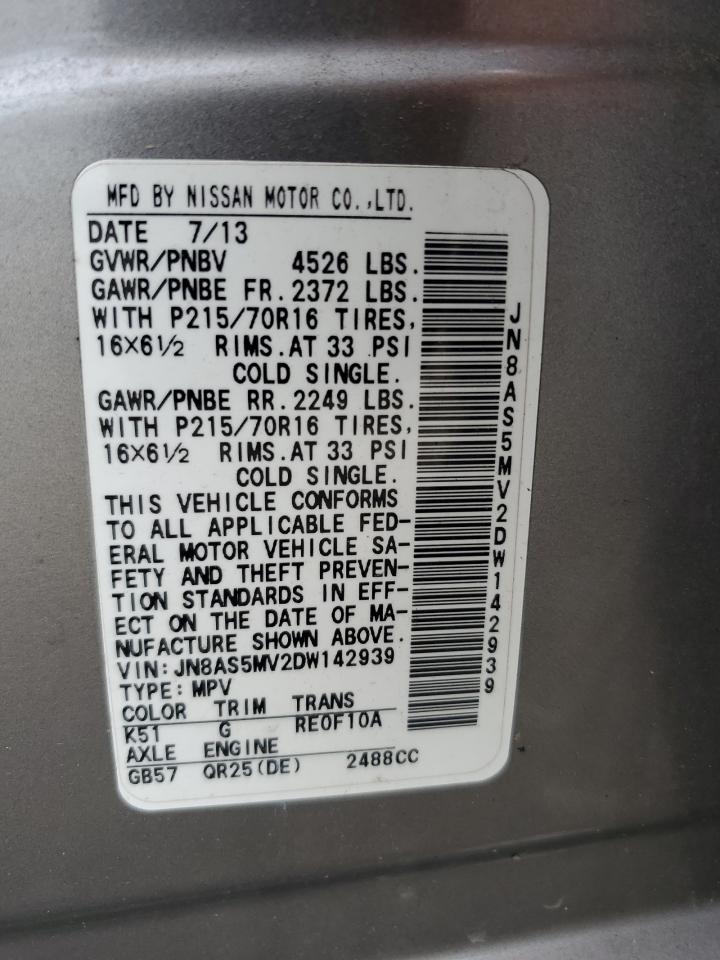 MFD BY NISSAN MOTOR CO.,LTD.
DATE 7/13
GVWR/PNBV 4526 LBS.
GAWR/PNBE FR. 2372 LBS.
WITH P215/70R16 TIRES,
16×6½ RIMS. AT 33 PSI
COLD SINGLE.
GAWR/PNBE RR. 2249 LBS.
WITH P215/70R16 TIRES,
16×6½ RIMS. AT 33 PSI
COLD SINGLE.
THIS VEHICLE CONFORMS
TO ALL APPLICABLE FED-
ERAL MOTOR VEHICLE SA-
FETY AND THEFT PREVEN-
TION STANDARDS IN EFF-
ECT ON THE DATE OF MA-
NUFACTURE SHOWN ABOVE.
VIN: JN8AS5MV2DW142939
TYPE: MPV
COLOR TRIM TRANS
K51 G RE0F10A
AXLE ENGINE
GB57 QR25(DE) 2488CC
JN8AS5MV2DW142939